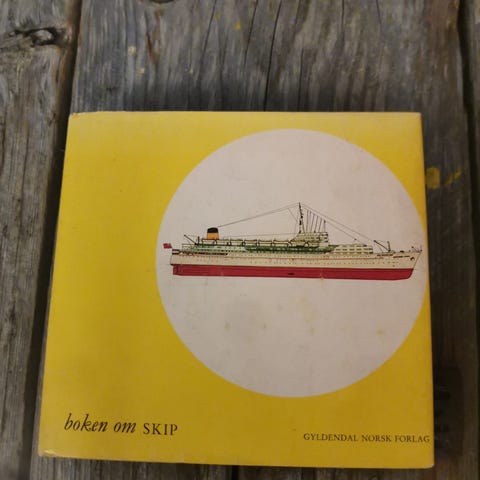 boken om SKIP
GYLDENDAL NORSK FORLAG